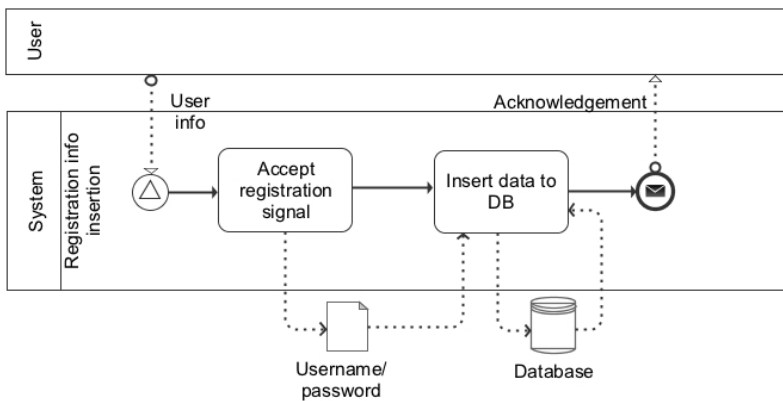 User
User
info
Acknowledgement
System
Registration info
insertion
Accept
registration
signal
Insert data to
DB
Username/
password
Database